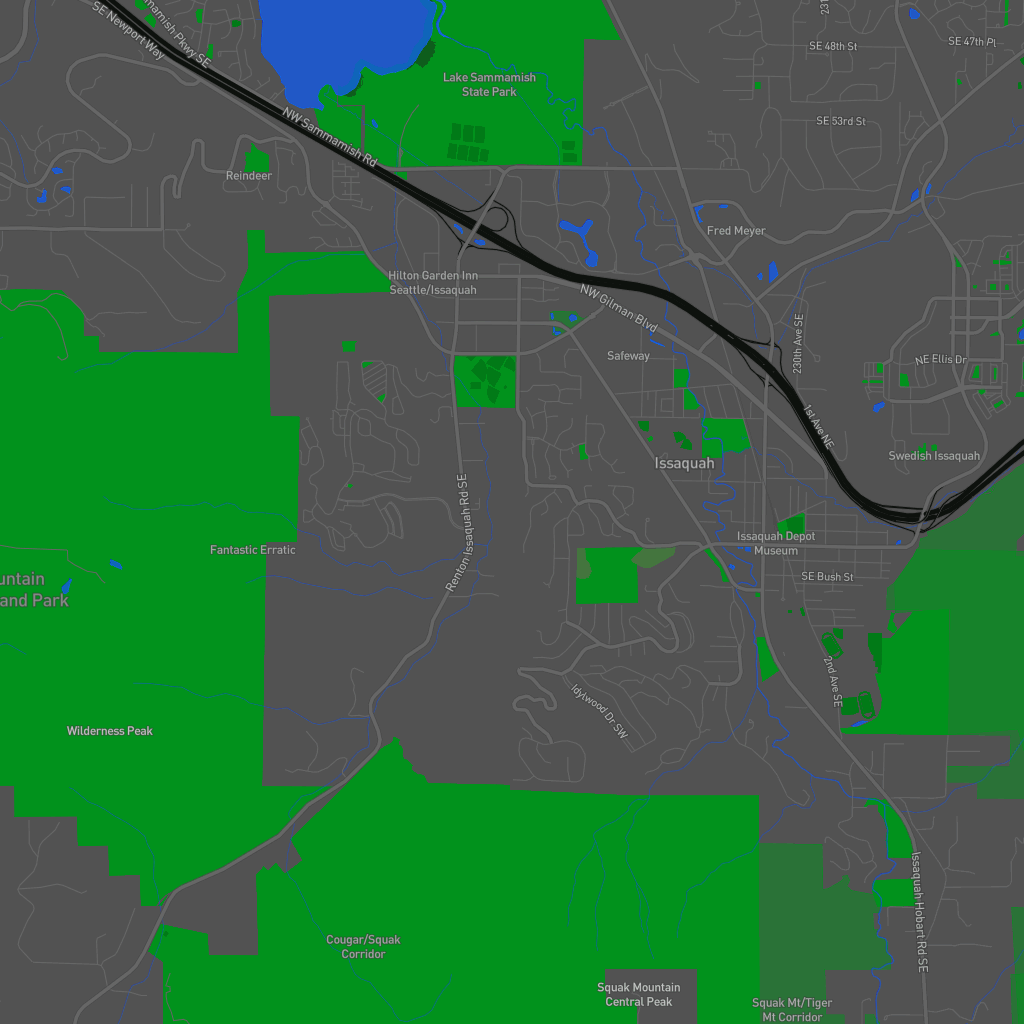 SE Newport Way
mamish Pkwy SE
231
SE 48th St
SE 47th Pl
Lake Sammamish
State Park
SE 53rd St
NW Sammamish Rd
Reindeer
Fred Meyer
Hilton Garden Inn
Seattle/Issaquah
NW Gilman Blvd
230th Ave SE
Safeway
NE Ellis Dr
1st Ave NE
Issaquah
Swedish Issaquah
Renton Issaquah Rd SE
Issaquah Depot
Museum
Fantastic Erratic
SE Bush St
untain
and Park
2nd Ave SE
Idylwood Dr SW
Wilderness Peak
Issaquah Hobart Rd SE
Cougar/Squak
Corridor
Squak Mountain
Central Peak
Squak Mt/Tiger
Mt Corridor